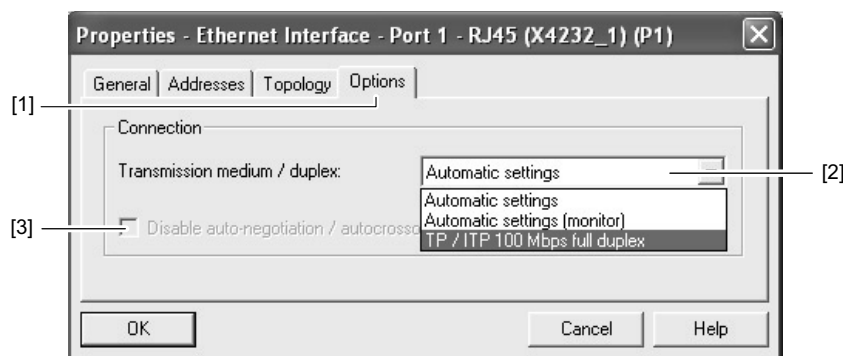 Properties - Ethernet Interface - Port 1 - RJ45 (X4232_1) (P1)
General Addresses Topology Options
[1]
Connection
Transmission medium / duplex: Automatic settings
[2]
Automatic settings
Automatic settings (monitor)
TP / ITP 100 Mbps full duplex
[3]
Disable auto-negotiation /
OK Cancel Help